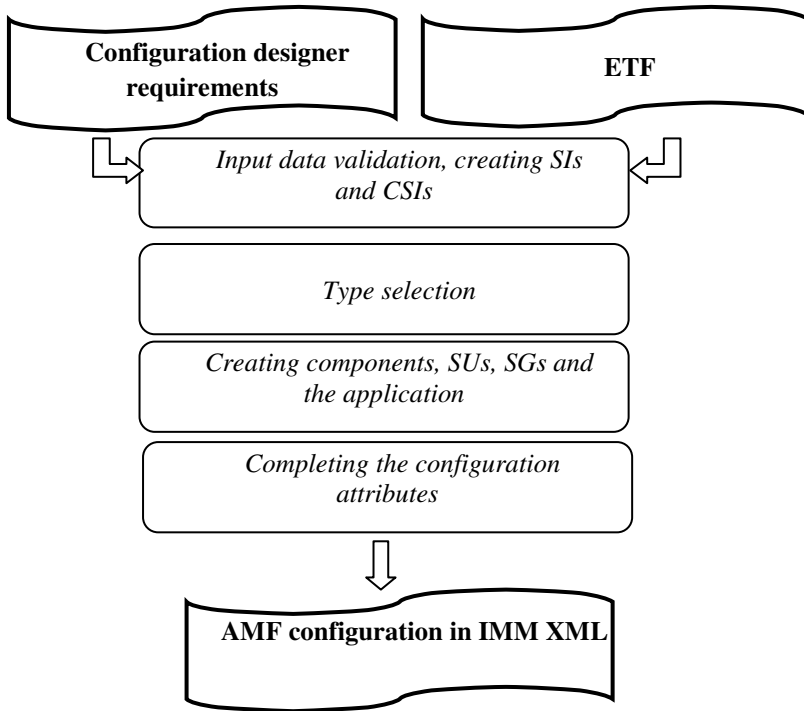 Configuration designer
requirements
ETF
Input data validation, creating SIs
and CSIs
Type selection
Creating components, SUs, SGs and
the application
Completing the configuration
attributes
AMF configuration in IMM XML